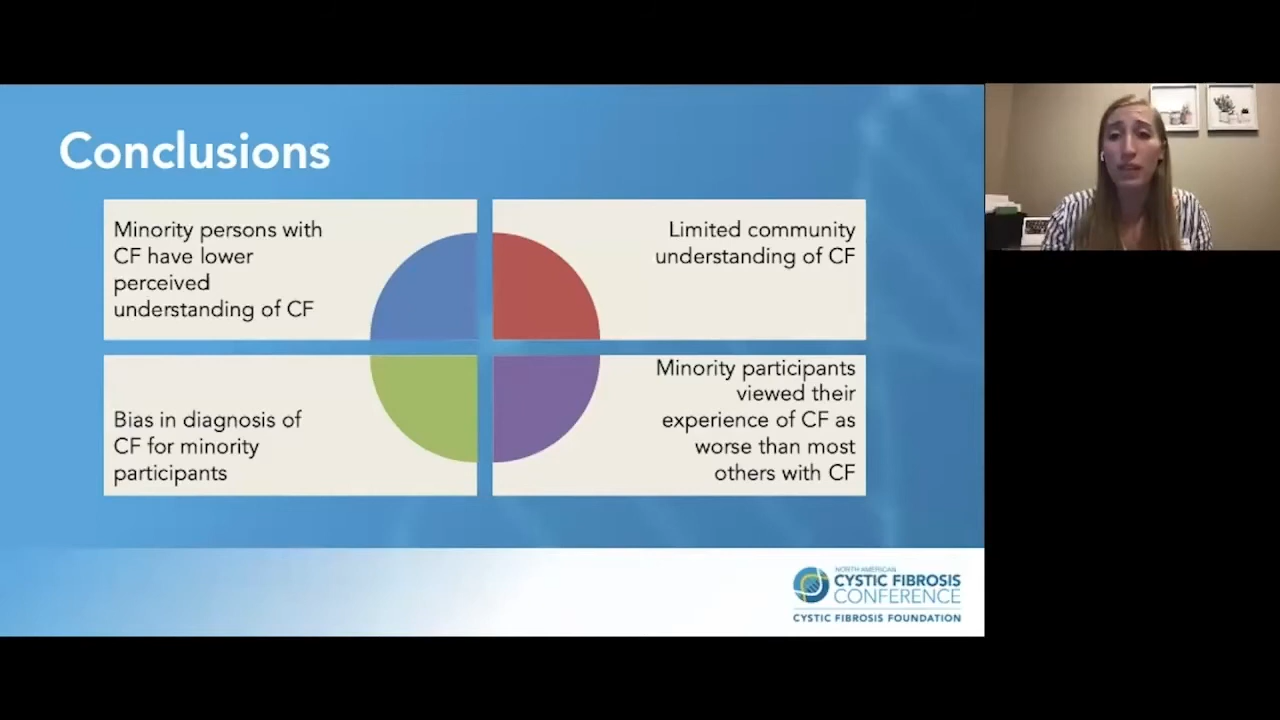 Conclusions
Minority persons with
CF have lower
perceived
understanding of CF
Limited community
understanding of CF
Bias in diagnosis of
CF for minority
participants
Minority participants
viewed their
experience of CF as
worse than most
others with CF
NORTH AMERICAN
CYSTIC FIBROSIS
CONFERENCE
CYSTIC FIBROSIS FOUNDATION